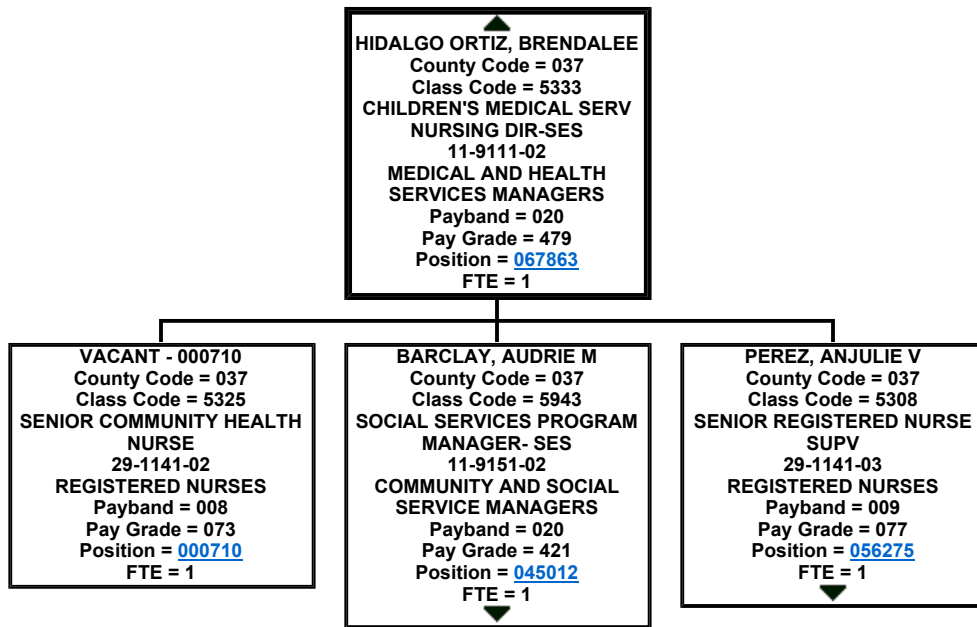 HIDALGO ORTIZ, BRENDALEE
County Code = 037
Class Code = 5333
CHILDREN'S MEDICAL SERV
NURSING DIR-SES
11-9111-02
MEDICAL AND HEALTH
SERVICES MANAGERS
Payband = 020
Pay Grade = 479
Position = 067863
FTE = 1
VACANT - 000710
County Code = 037
Class Code = 5325
SENIOR COMMUNITY HEALTH
NURSE
29-1141-02
REGISTERED NURSES
Payband = 008
Pay Grade = 073
Position = 000710
FTE = 1
BARCLAY, AUDRIE M
County Code = 037
Class Code = 5943
SOCIAL SERVICES PROGRAM
MANAGER- SES
11-9151-02
COMMUNITY AND SOCIAL
SERVICE MANAGERS
Payband = 020
Pay Grade = 421
Position = 045012
FTE = 1
PEREZ, ANJULIE V
County Code = 037
Class Code = 5308
SENIOR REGISTERED NURSE
SUPV
29-1141-03
REGISTERED NURSES
Payband = 009
Pay Grade = 077
Position = 056275
FTE = 1